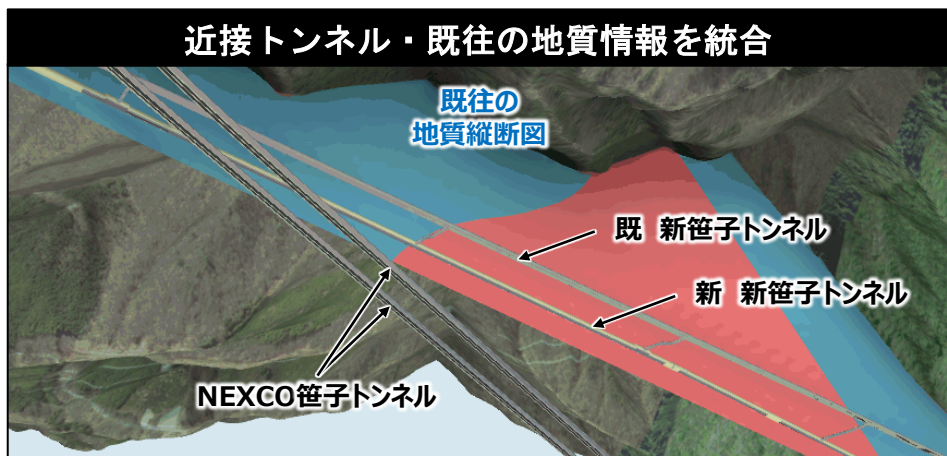 近接トンネル・既往の地質情報を統合
既往の
地質縦断図
既　新笹子トンネル
新　新笹子トンネル
NEXCO笹子トンネル